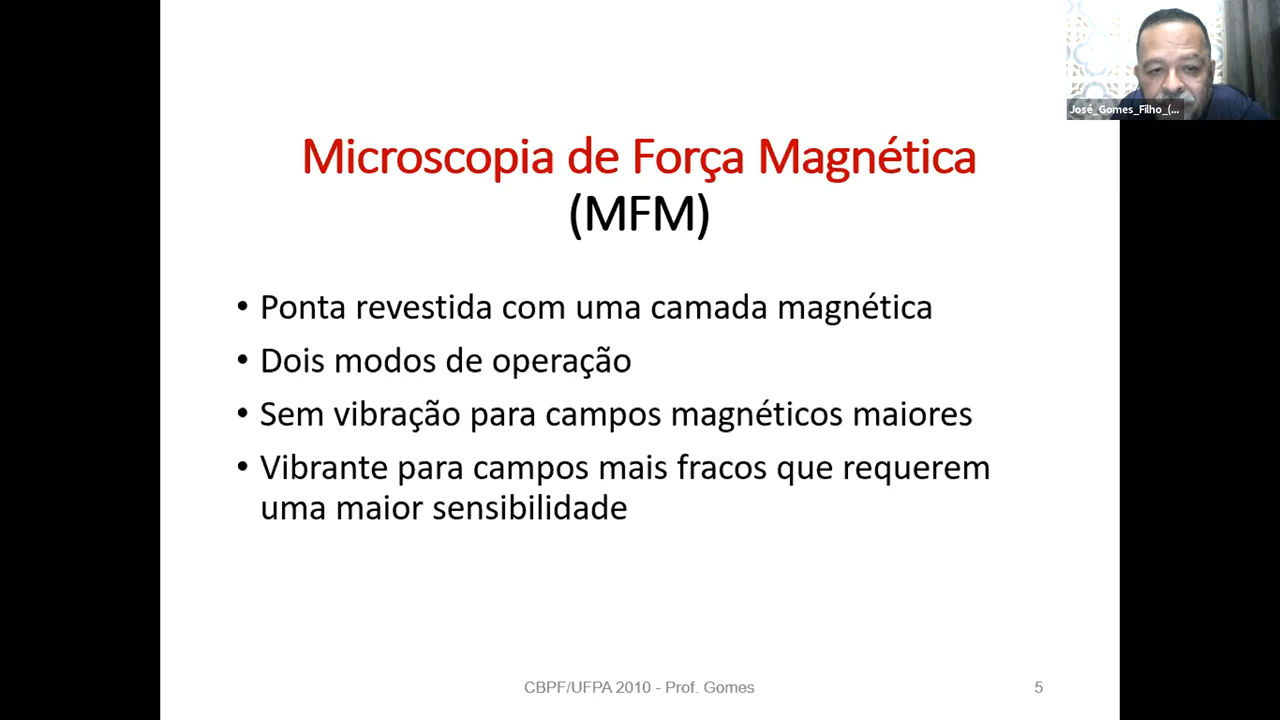 José_Gomes_Filho_(...
Microscopia de Força Magnética
(MFM)
• Ponta revestida com uma camada magnética
• Dois modos de operação
• Sem vibração para campos magnéticos maiores
• Vibrante para campos mais fracos que requerem
uma maior sensibilidade
CBPF/UFPA 2010 - Prof. Gomes
5